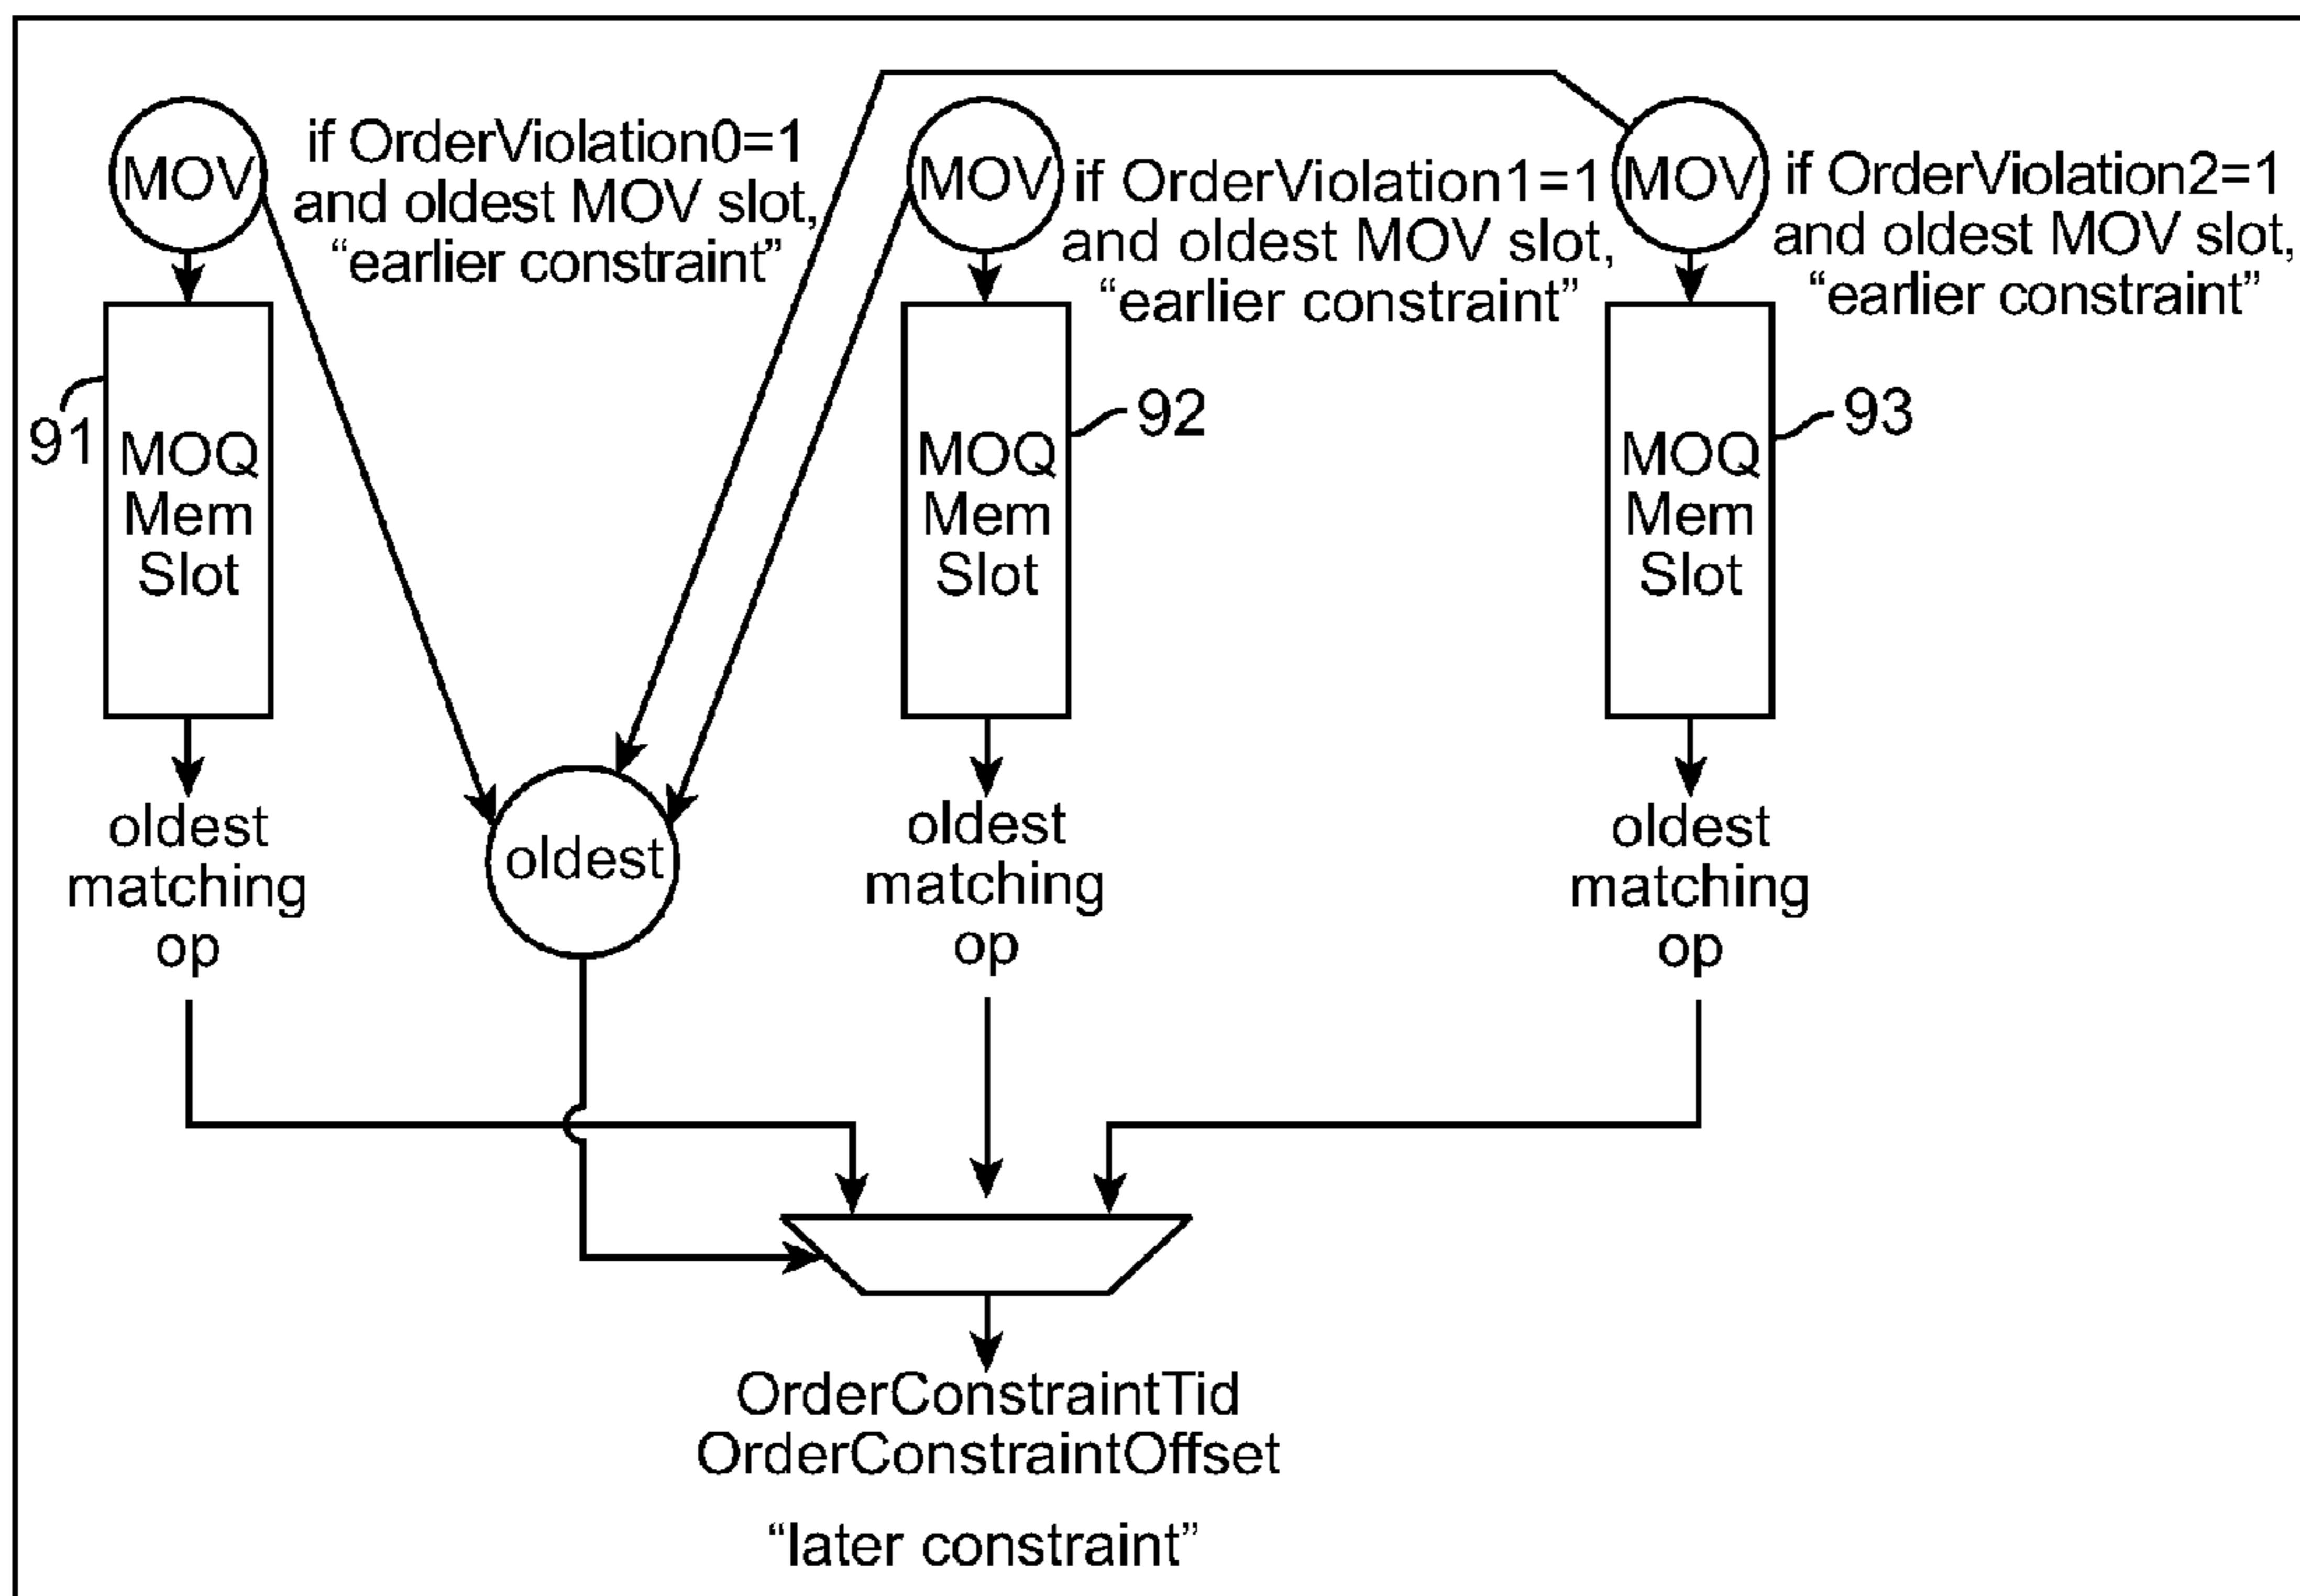 MOV
if OrderViolation0=1
and oldest MOV slot,
“earlier constraint”
MOV
if OrderViolation1=1
and oldest MOV slot,
“earlier constraint”
MOV
if OrderViolation2=1
and oldest MOV slot,
“earlier constraint”
91
MOQ
Mem
Slot
92
MOQ
Mem
Slot
93
MOQ
Mem
Slot
oldest
matching
op
oldest
oldest
matching
op
oldest
matching
op
OrderConstraintTid
OrderConstraintOffset
“later constraint”